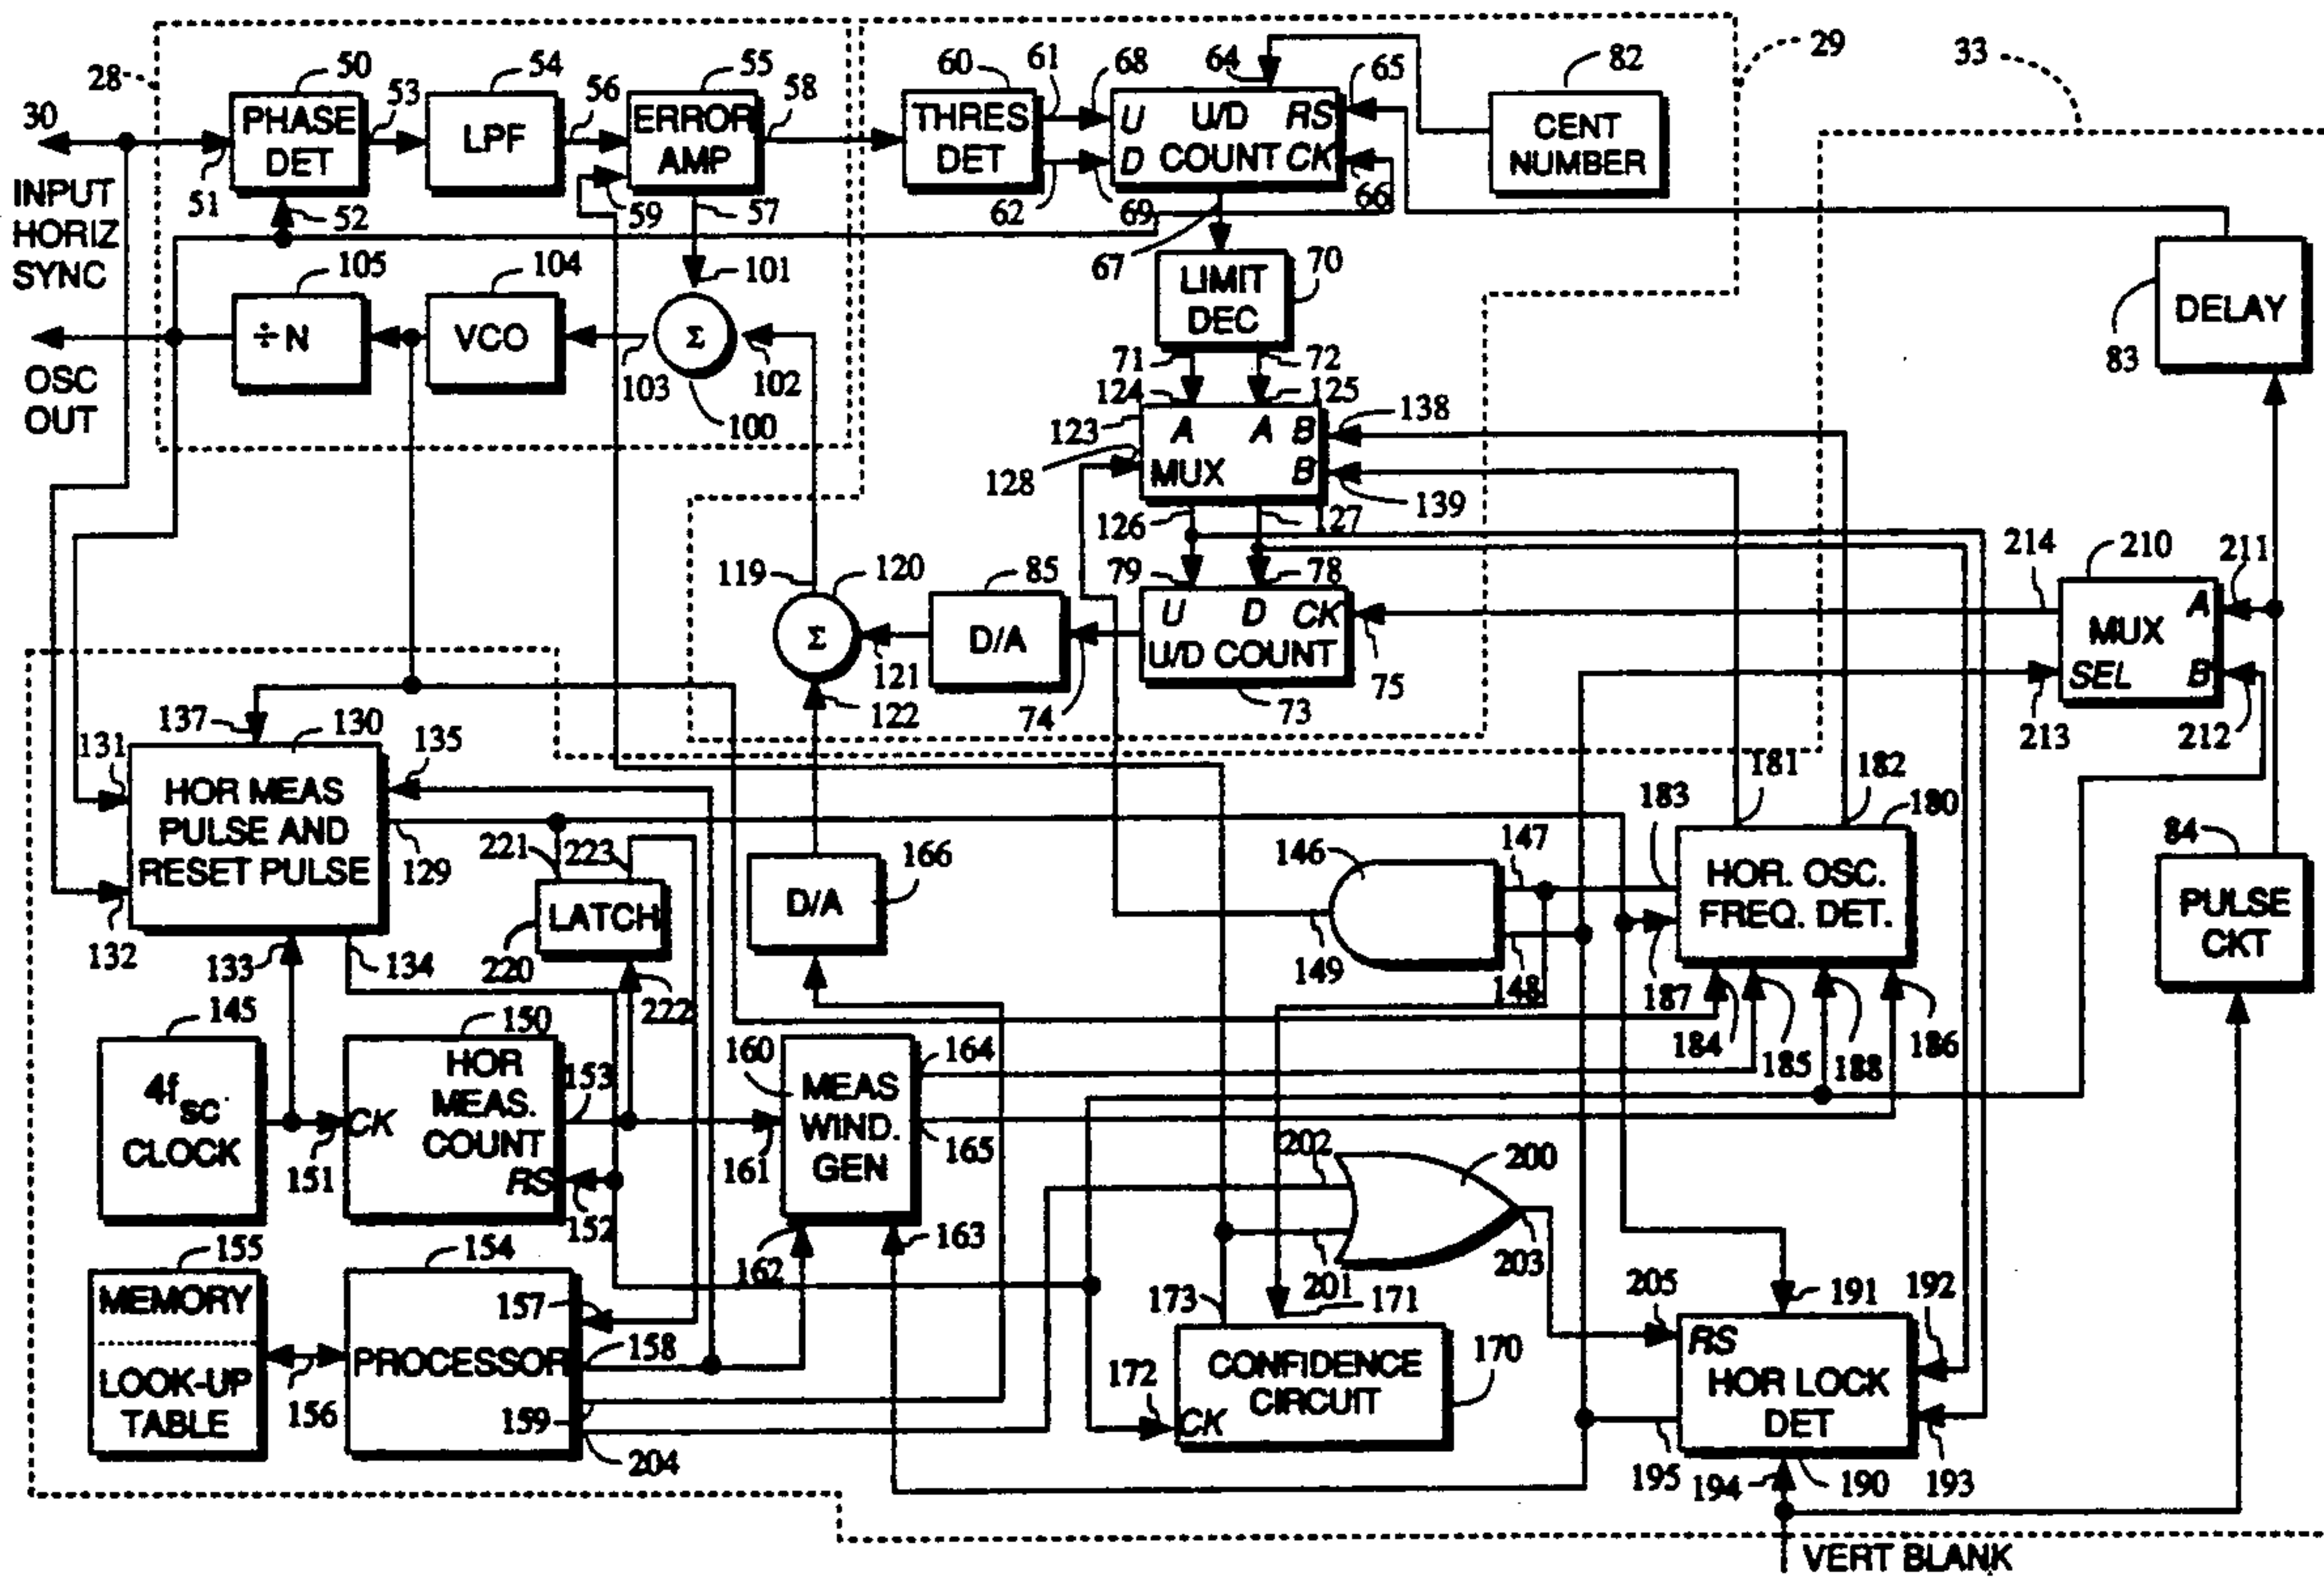 28
50
PHASE
DET
53
54
LPF
56
55
ERROR
AMP
58
59
57
51
52
30
INPUT
HORIZ
SYNC
OSC
OUT
105
÷N
104
VCO
103
Σ
101
102
100
60
THRES
DET
61
62
68
69
64
U
U/D
RS
D
COUNT
CK
65
66
67
82
CENT
NUMBER
29
33
LIMIT
DEC
70
71
72
124
125
123
128
A
A
B
MUX
B
138
139
126
127
79
78
U
D
CK
U/D COUNT
73
74
75
85
D/A
119
120
Σ
121
122
DELAY
83
214
210
211
A
MUX
SEL
B
213
212
137
130
135
131
HOR MEAS
PULSE AND
RESET PULSE
129
132
133
134
221
223
LATCH
220
222
D/A
166
146
147
148
149
181
182
183
180
HOR. OSC.
FREQ. DET.
187
184
185
188
186
84
PULSE
CKT
145
4fSC
CLOCK
150
HOR
MEAS.
COUNT
CK
RS
151
152
153
160
MEAS
WIND.
GEN
164
165
161
162
163
202
200
201
203
155
MEMORY
LOOK-UP
TABLE
156
154
PROCESSOR
157
158
159
204
173
171
CONFIDENCE
CIRCUIT
CK
172
170
205
191
192
RS
HOR LOCK
DET
195
194
190
193
VERT BLANK